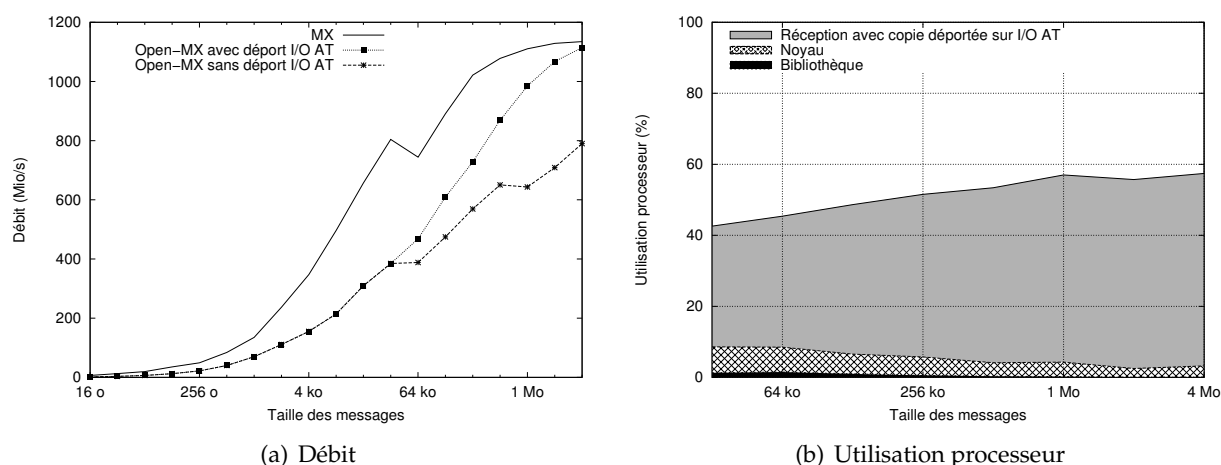 1200
1000
800
600
400
200
0
Débit (Mio/s)
MX
Open−MX avec déport I/O AT
Open−MX sans déport I/O AT
16 o 256 o 4 ko 64 ko 1 Mo
Taille des messages
(a) Débit
100
80
60
40
20
0
Utilisation processeur (%)
Réception avec copie déportée sur I/O AT
Noyau
Bibliothèque
64 ko 256 ko 1 Mo 4 Mo
Taille des messages
(b) Utilisation processeur